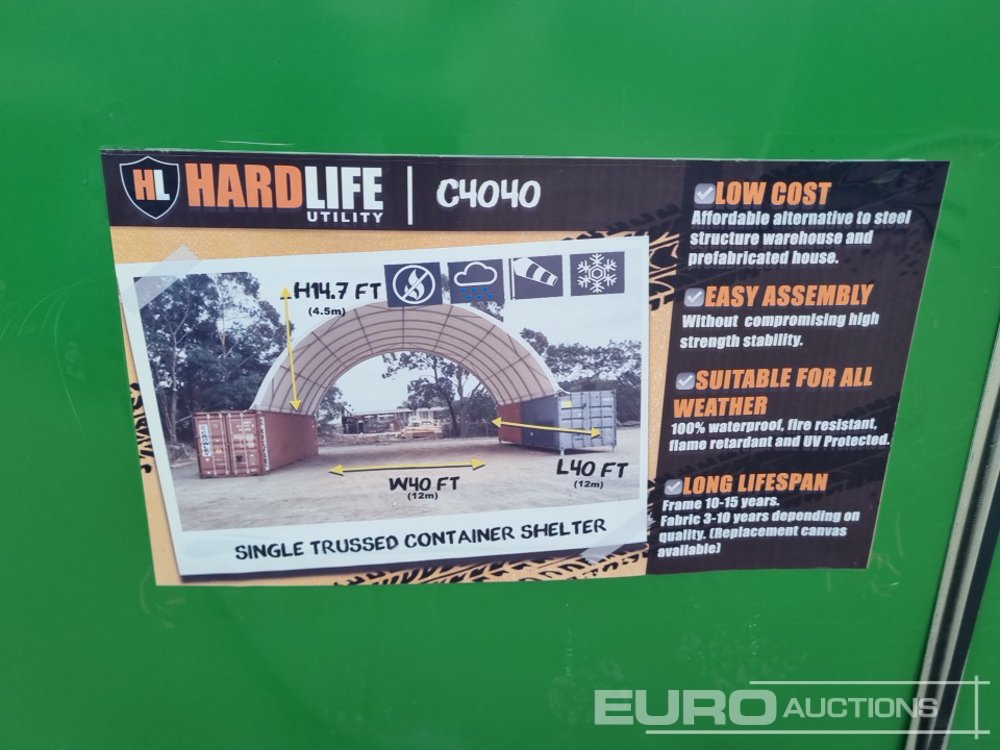 HL HARDLIFE
UTILITY
C4040
H14.7 FT
(4.5m)
W40 FT
(12m)
L40 FT
(12m)
SINGLE TRUSSED CONTAINER SHELTER
LOW COST
Affordable alternative to steel
structure warehouse and
prefabricated house.
EASY ASSEMBLY
Without compromising high
strength stability.
SUITABLE FOR ALL
WEATHER
100% waterproof, fire resistant,
flame retardant and UV Protected.
LONG LIFESPAN
Frame 10-15 years.
Fabric 3-10 years depending on
quality. (Replacement canvas
available)
EURO AUCTIONS